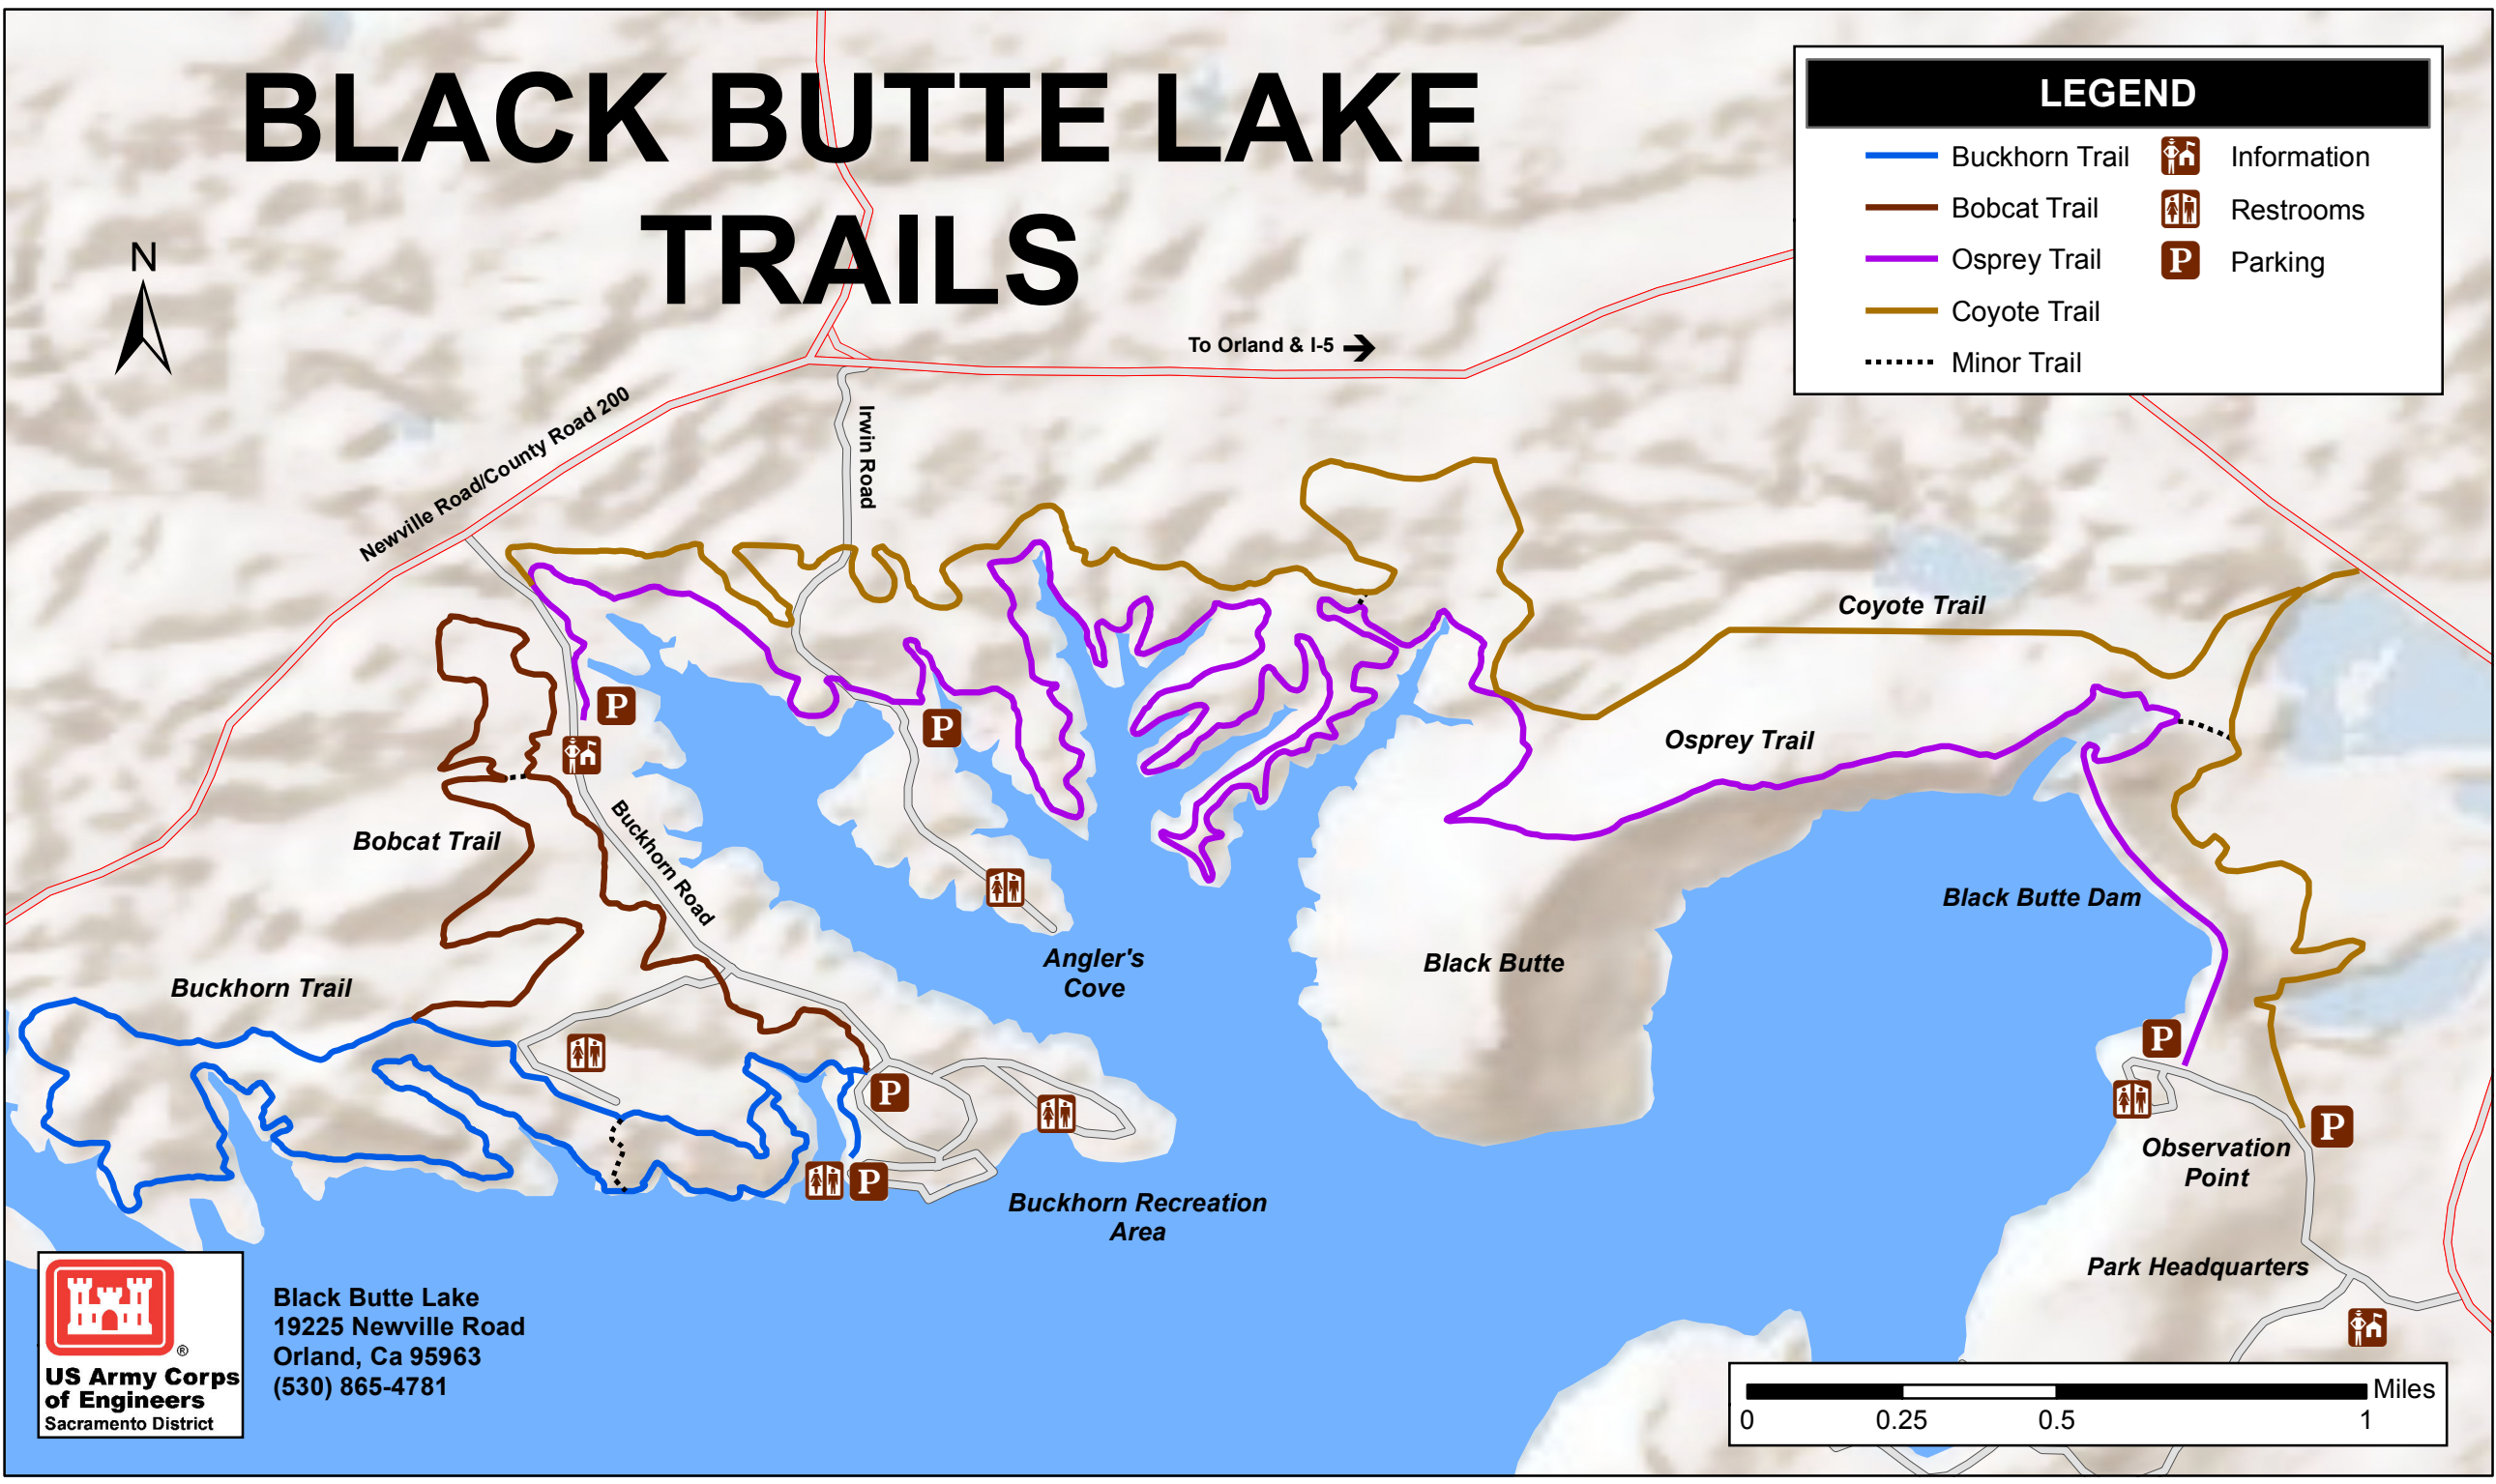 BLACK BUTTE LAKE
TRAILS
N
LEGEND
Buckhorn Trail
Bobcat Trail
Osprey Trail
Coyote Trail
Minor Trail
Information
Restrooms
P Parking
To Orland & I-5
Newville Road/County Road 200
Irwin Road
Coyote Trail
P
P
Osprey Trail
Buckhorn Road
Bobcat Trail
Black Butte Dam
Black Butte
Angler's
Cove
Buckhorn Trail
P
P
P
Observation
Point
P
Buckhorn Recreation
Area
Park Headquarters
®
US Army Corps
of Engineers
Sacramento District
Black Butte Lake
19225 Newville Road
Orland, Ca 95963
(530) 865-4781
Miles
0 0.25 0.5 1